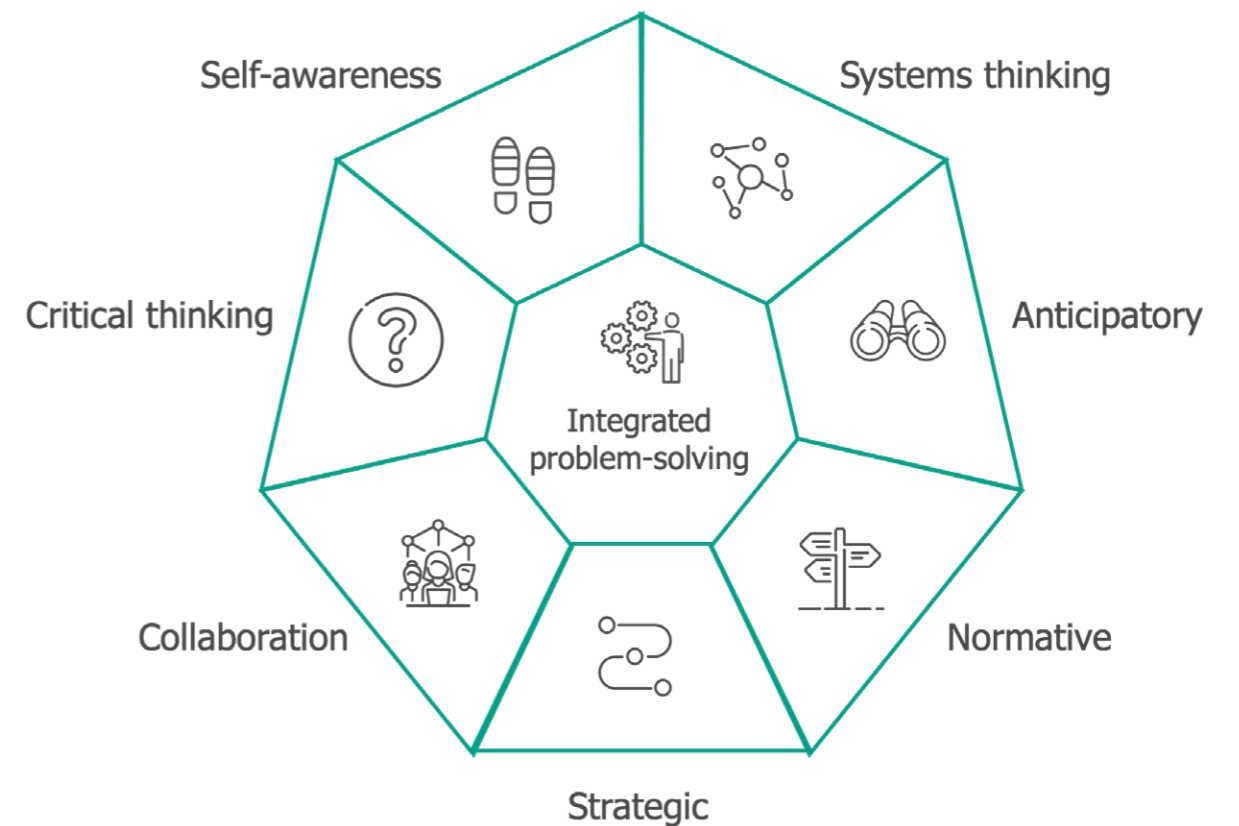 Self-awareness
Systems thinking
Critical thinking
Anticipatory
Integrated
problem-solving
Collaboration
Normative
Strategic